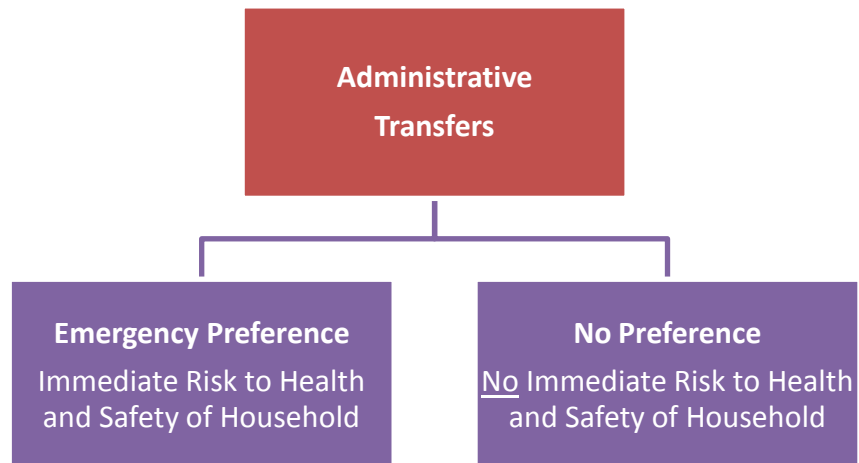 Administrative
Transfers
Emergency Preference
Immediate Risk to Health
and Safety of Household
No Preference
No Immediate Risk to Health
and Safety of Household